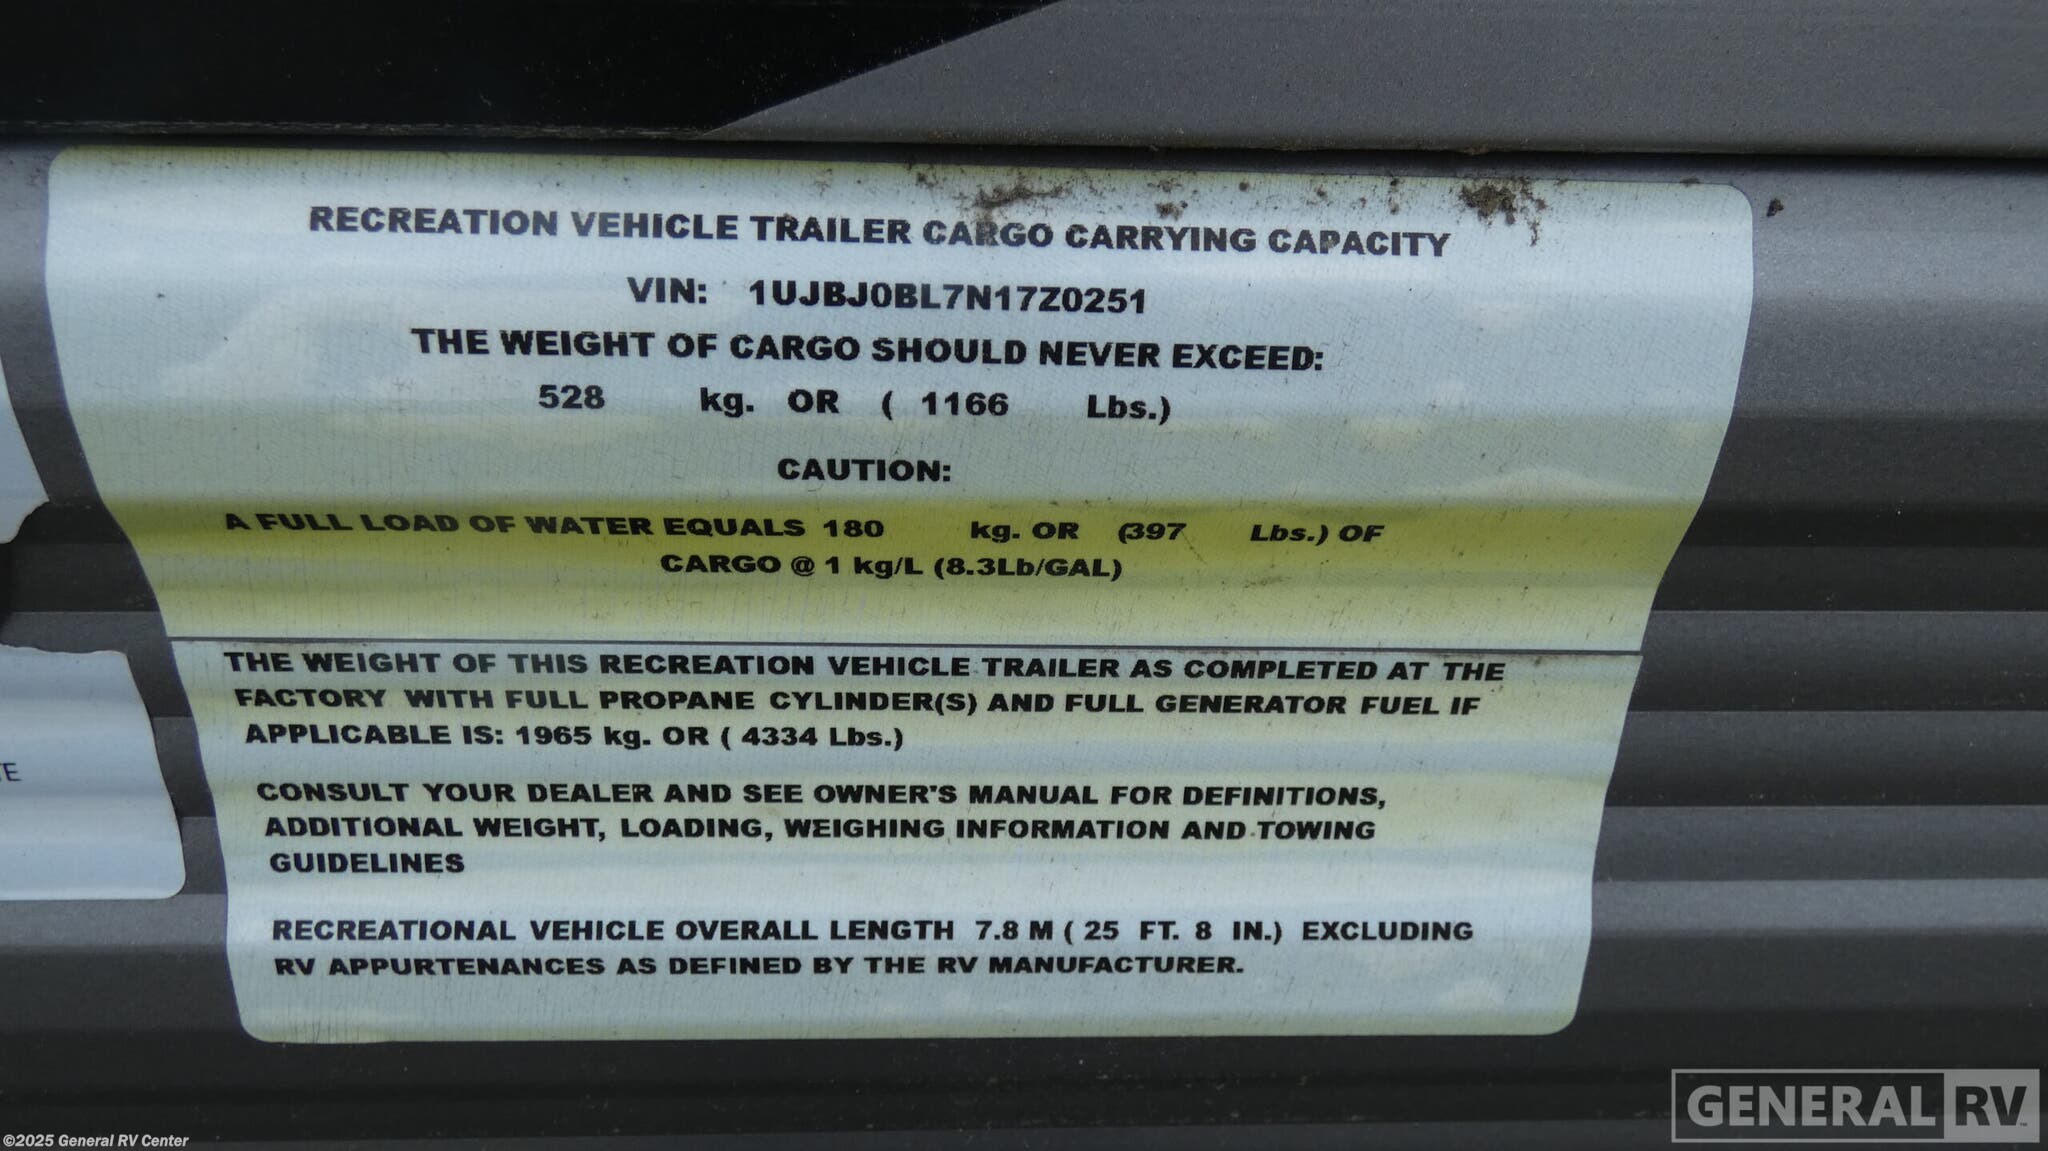 RECREATION VEHICLE TRAILER CARGO CARRYING CAPACITY
VIN: 1UJBJ0BL7N17Z0251
THE WEIGHT OF CARGO SHOULD NEVER EXCEED:
528 kg. OR ( 1166 Lbs.)
CAUTION:
A FULL LOAD OF WATER EQUALS 180 kg. OR (397 Lbs.) OF
CARGO @ 1 kg/L (8.3Lb/GAL)
THE WEIGHT OF THIS RECREATION VEHICLE TRAILER AS COMPLETED AT THE
FACTORY WITH FULL PROPANE CYLINDER(S) AND FULL GENERATOR FUEL IF
APPLICABLE IS: 1965 kg. OR ( 4334 Lbs.)
CONSULT YOUR DEALER AND SEE OWNER'S MANUAL FOR DEFINITIONS,
ADDITIONAL WEIGHT, LOADING, WEIGHING INFORMATION AND TOWING
GUIDELINES
RECREATIONAL VEHICLE OVERALL LENGTH 7.8 M ( 25 FT. 8 IN.) EXCLUDING
RV APPURTENANCES AS DEFINED BY THE RV MANUFACTURER.
GENERAL RV
©2025 General RV Center